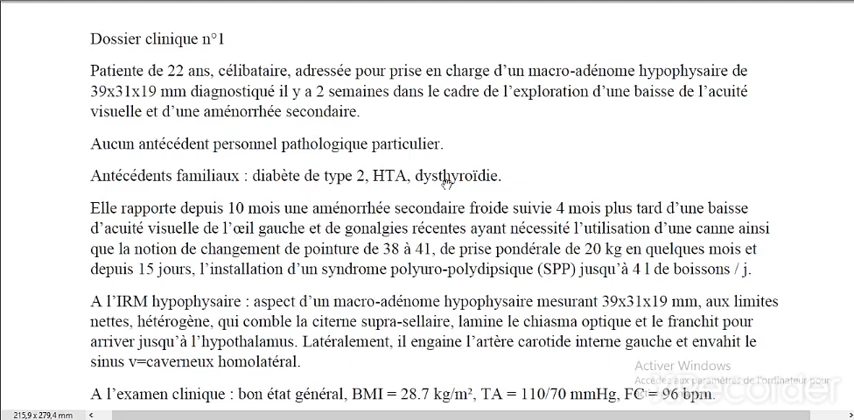 Dossier clinique n°1
Patiente de 22 ans, célibataire, adressée pour prise en charge d'un macro-adénome hypophysaire de
39x31x19 mm diagnostiqué il y a 2 semaines dans le cadre de l'exploration d'une baisse de l'acuité
visuelle et d'une aménorrhée secondaire.
Aucun antécédent personnel pathologique particulier.
Antécédents familiaux : diabète de type 2, HTA, dysthyroïdie.
Elle rapporte depuis 10 mois une aménorrhée secondaire froide suivie 4 mois plus tard d'une baisse
d'acuité visuelle de l'œil gauche et de gonalgies récentes ayant nécessité l'utilisation d'une canne ainsi
que la notion de changement de pointure de 38 à 41, de prise pondérale de 20 kg en quelques mois et
depuis 15 jours, l'installation d'un syndrome polyuro-polydipsique (SPP) jusqu'à 4 l de boissons / j.
A l'IRM hypophysaire : aspect d'un macro-adénome hypophysaire mesurant 39x31x19 mm, aux limites
nettes, hétérogène, qui comble la citerne supra-sellaire, lamine le chiasma optique et le franchit pour
arriver jusqu'à l'hypothalamus. Latéralement, il engaine l'artère carotide interne gauche et envahit le
sinus v=caverneux homolatéral.
Activer Windows
Accédez aux paramètres de l'ordinateur pour
A l'examen clinique : bon état général, BMI = 28.7 kg/m², TA = 110/70 mmHg, FC = 96 bpm.
215,9 x 279,4 mm